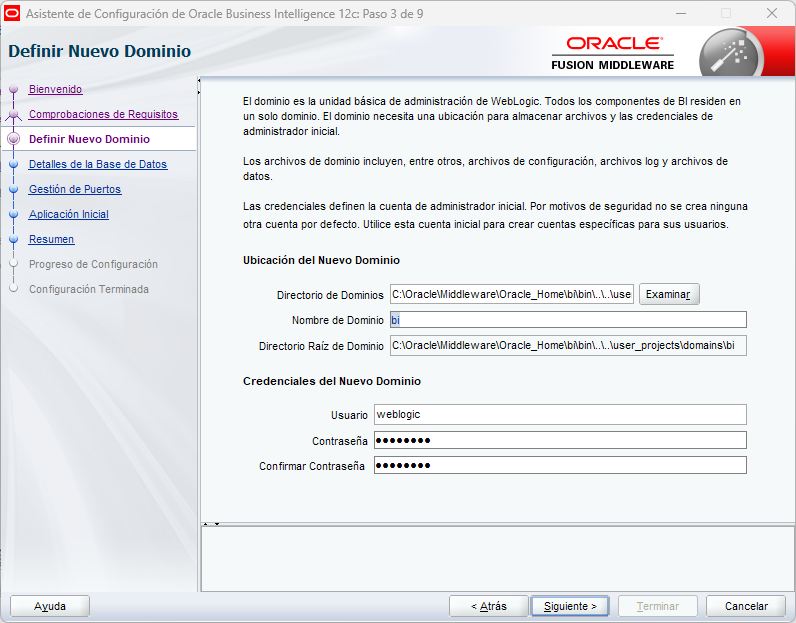 Asistente de Configuración de Oracle Business Intelligence 12c: Paso 3 de 9
Definir Nuevo Dominio
ORACLE
FUSION MIDDLEWARE
Bienvenido
Comprobaciones de Requisitos
Definir Nuevo Dominio
Detalles de la Base de Datos
Gestión de Puertos
Aplicación Inicial
Resumen
Progreso de Configuración
Configuración Terminada
El dominio es la unidad básica de administración de WebLogic. Todos los componentes de BI residen en
un solo dominio. El dominio necesita una ubicación para almacenar archivos y las credenciales de
administrador inicial.
Los archivos de dominio incluyen, entre otros, archivos de configuración, archivos log y archivos de
datos.
Las credenciales definen la cuenta de administrador inicial. Por motivos de seguridad no se crea ninguna
otra cuenta por defecto. Utilice esta cuenta inicial para crear cuentas específicas para sus usuarios.
Ubicación del Nuevo Dominio
Directorio de Dominios C:\Oracle\Middleware\Oracle_Home\bi\bin\..\..\use Examinar
Nombre de Dominio bi
Directorio Raíz de Dominio C:\Oracle\Middleware\Oracle_Home\bi\bin\..\..\user_projects\domains\bi
Credenciales del Nuevo Dominio
Usuario weblogic
Contraseña ●●●●●●●●
Confirmar Contraseña ●●●●●●●●
Ayuda
< Atrás
Siguiente >
Terminar
Cancelar